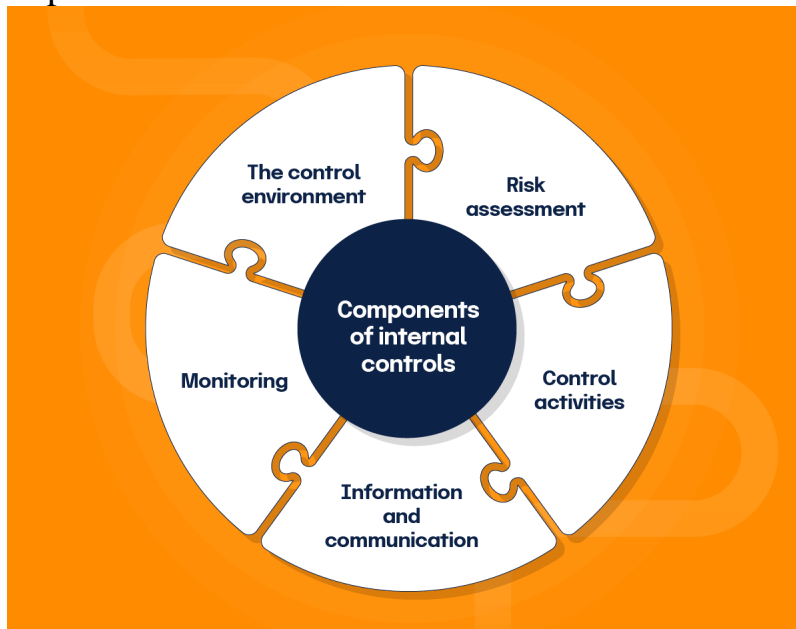 The control
environment
Risk
assessment
Components
of internal
controls
Monitoring
Control
activities
Information
and
communication